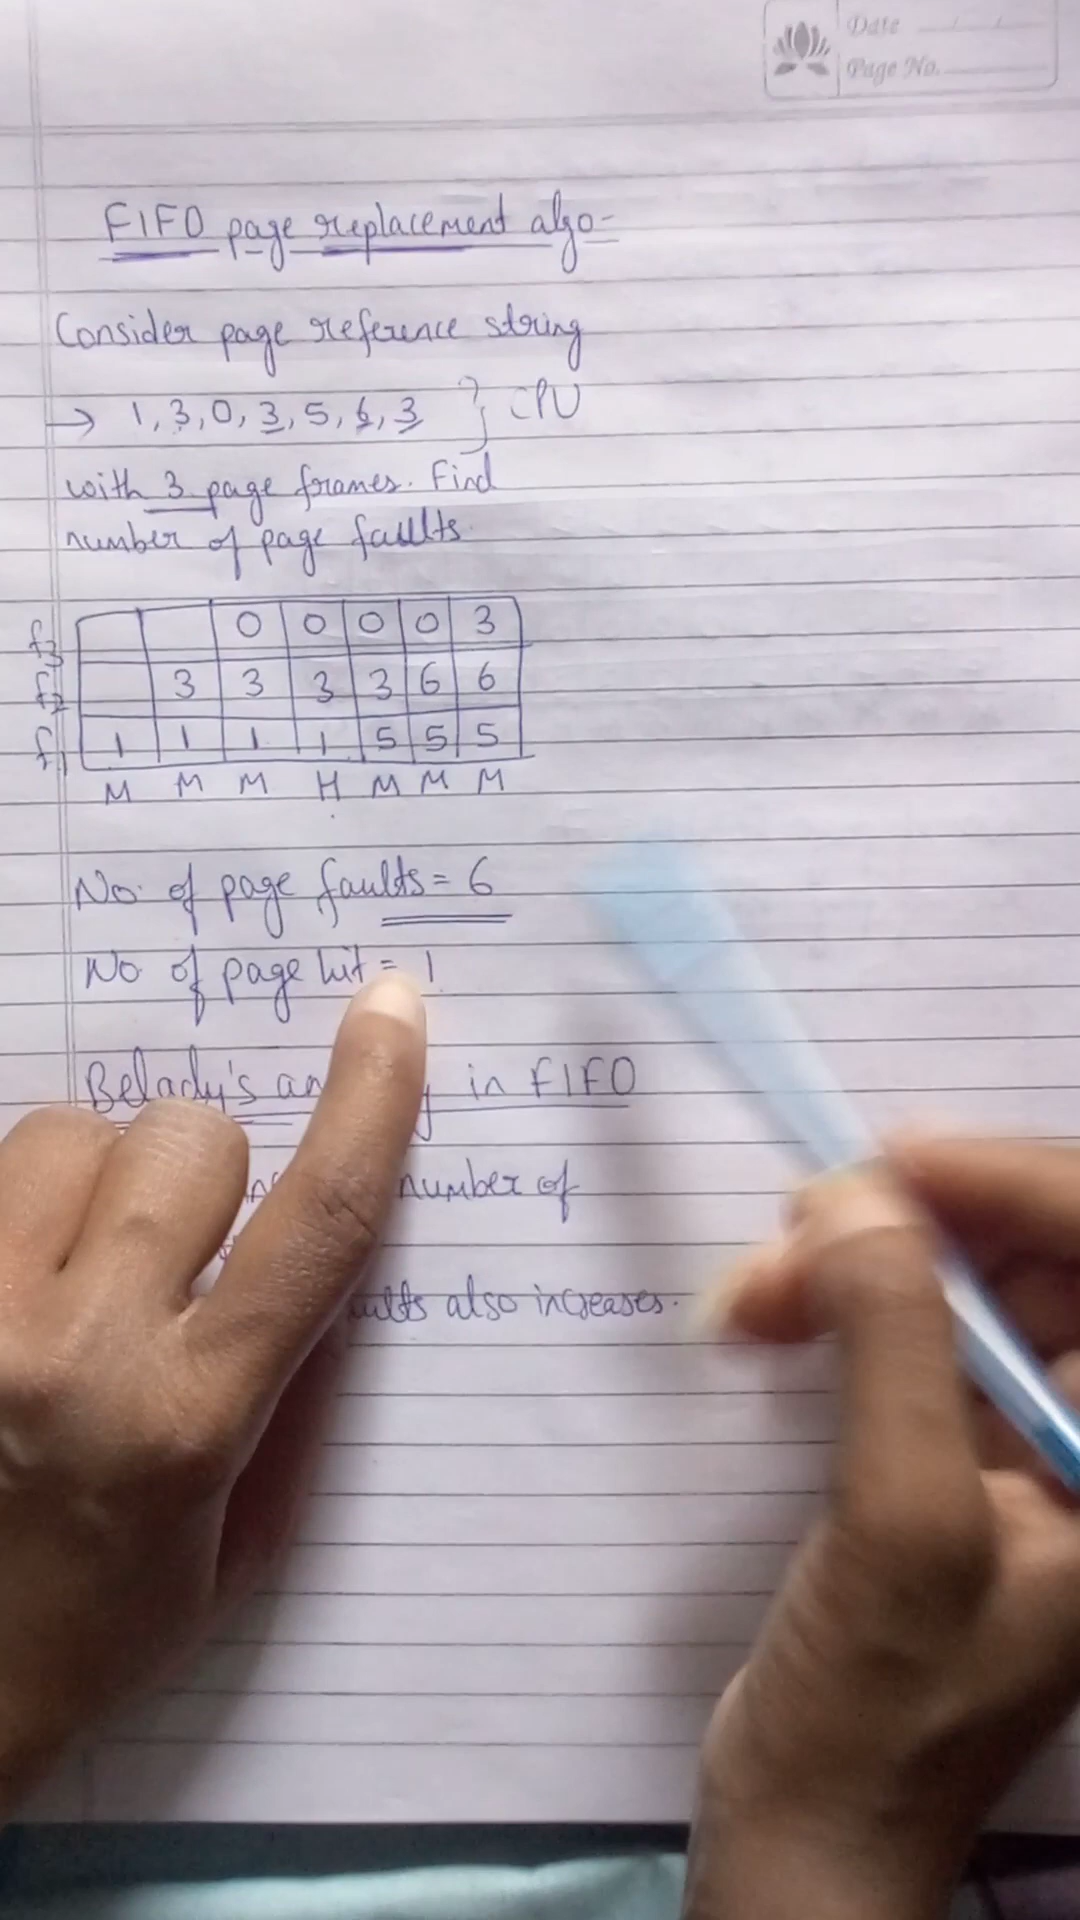 Date
Page No.
FIFO page replacement algo-
Consider page reference string
→ 1, 3, 0, 3, 5, 6, 3 } CPU
with 3 page frames. Find
number of page faults.
f3 0 0 0 0 3
f2 3 3 3 3 6 6
f1 1 1 1 1 5 5 5
M M M H M M M
No. of page faults = 6
No of page hit = 1
Belady's in FIFO
number of
also increases.